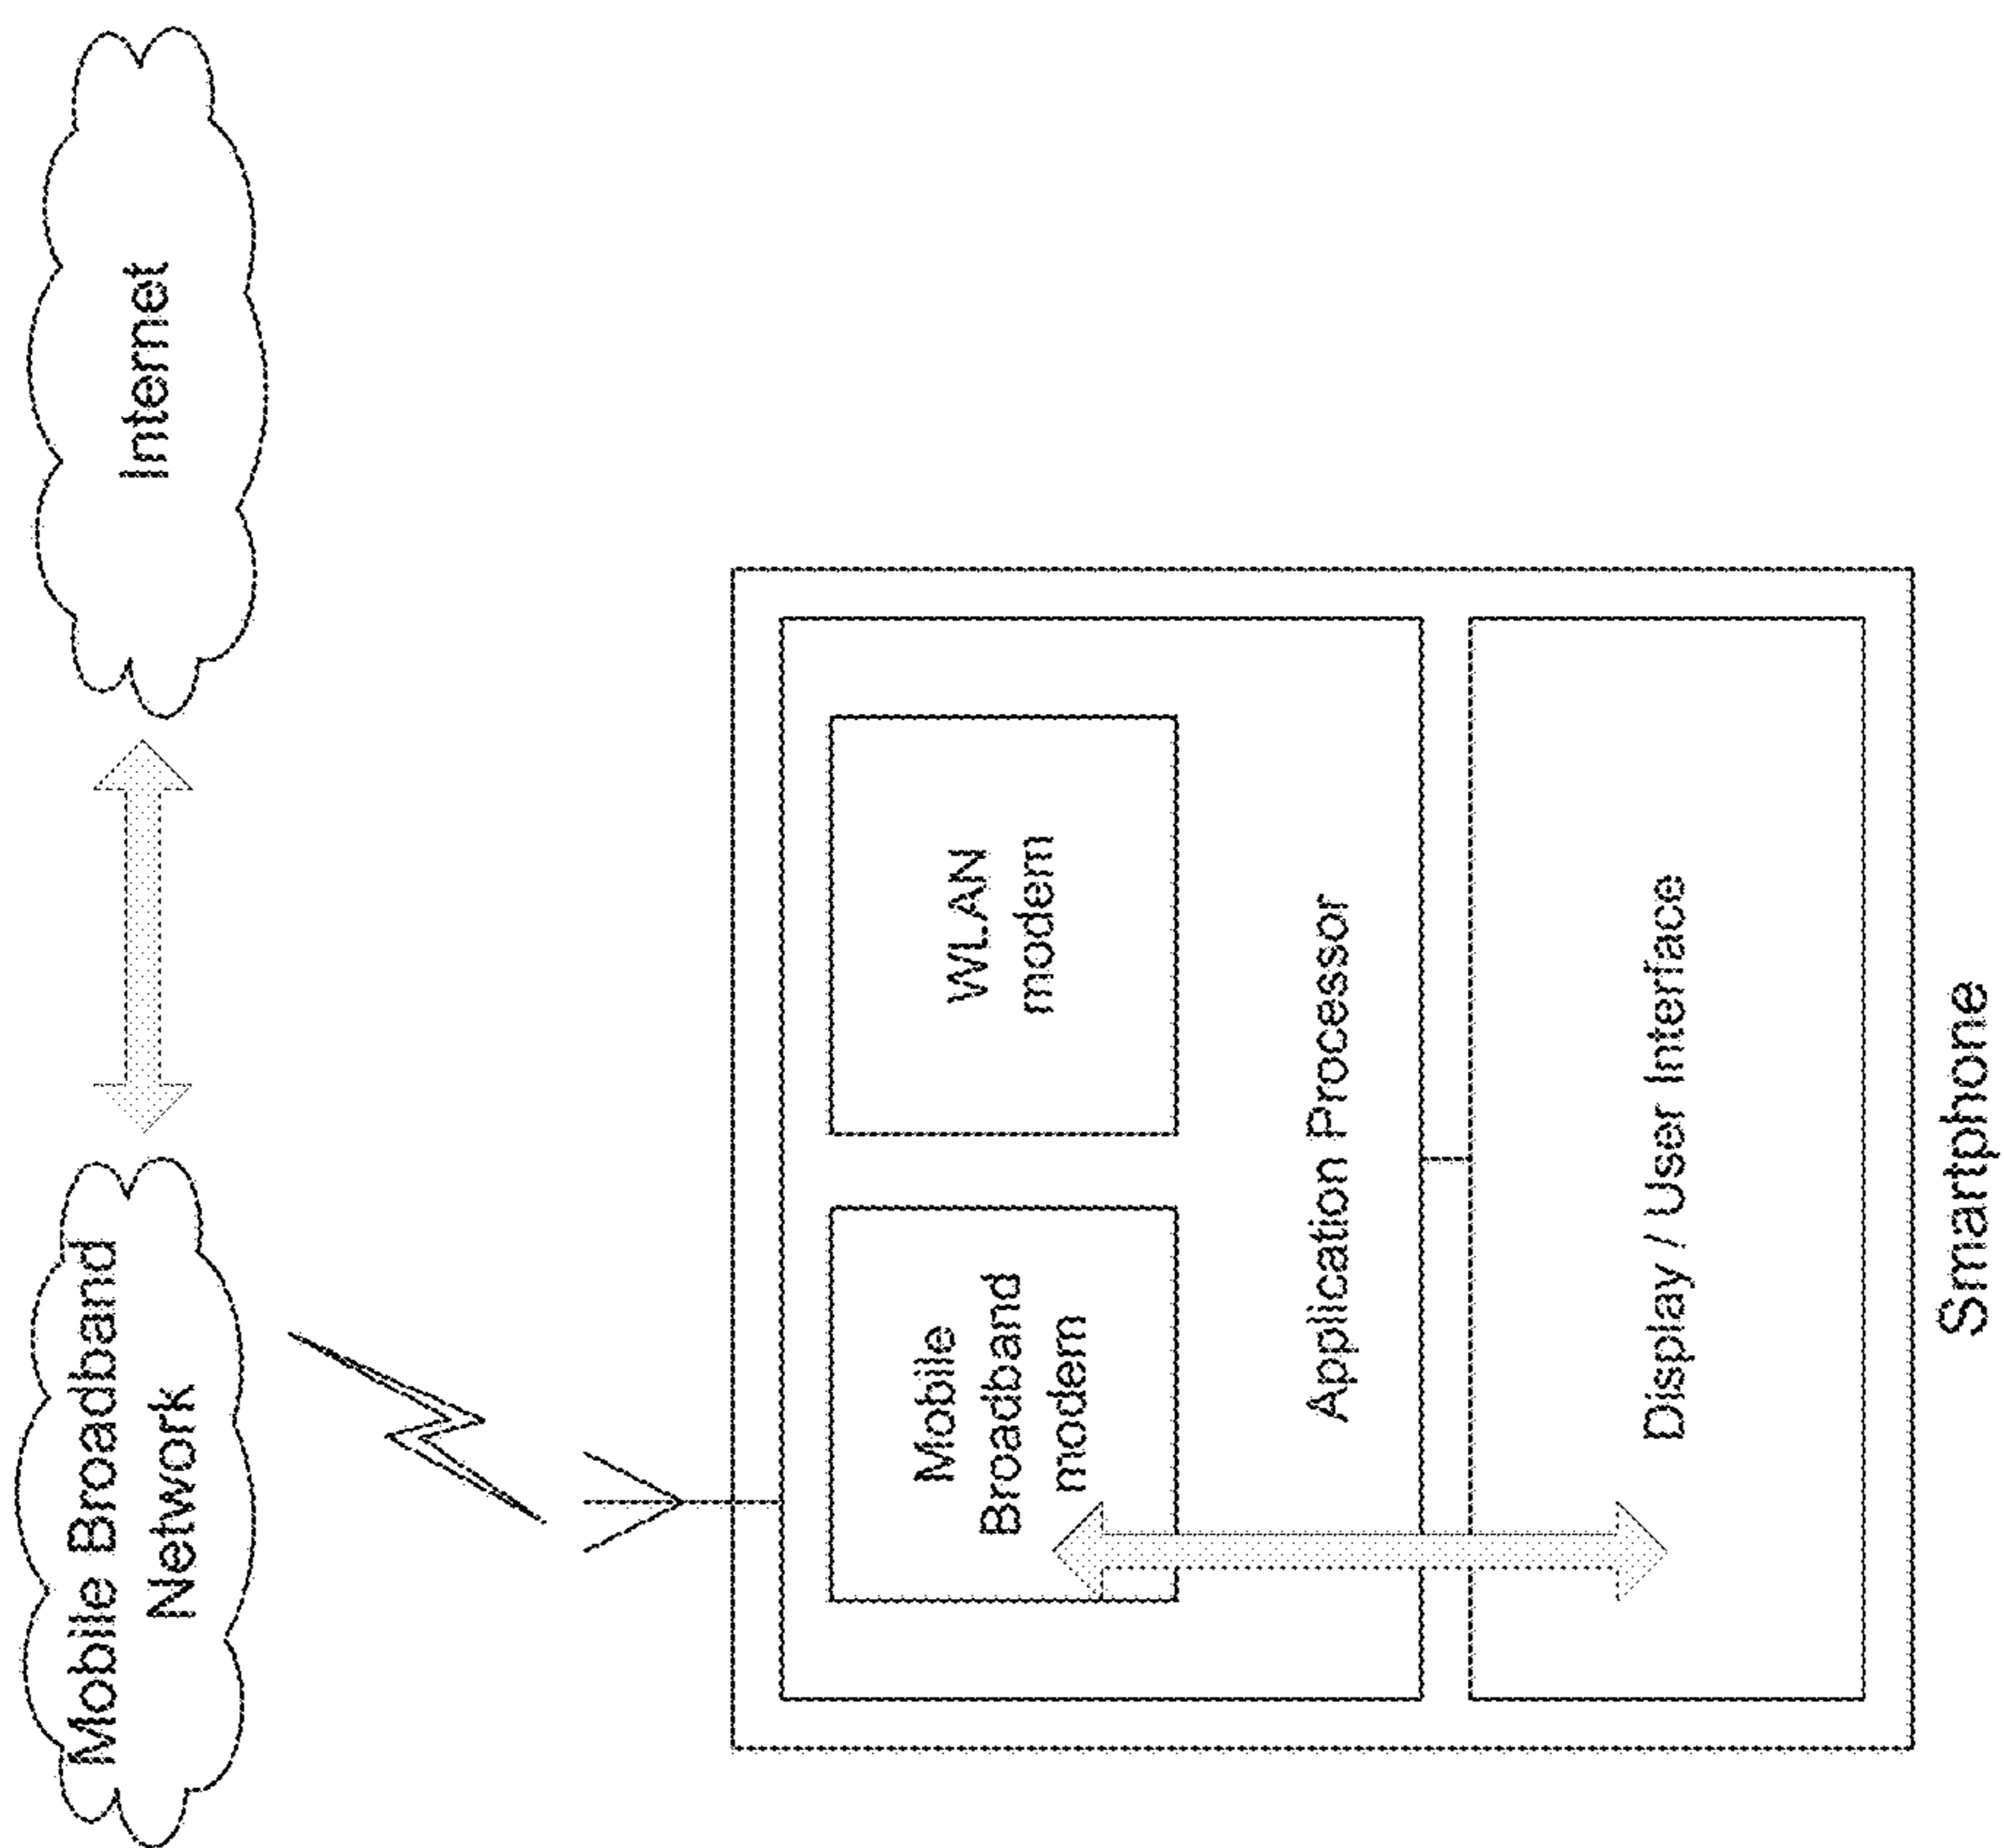 Mobile Broadband
Network
Internet
Mobile
Broadband
modem
WLAN
modem
Application Processor
Display / User Interface
Smartphone